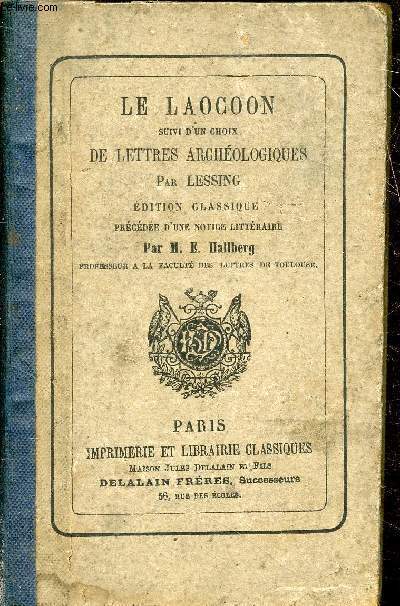 LE LAOCOON
SUIVI D'UN CHOIX
DE LETTRES ARCHÉOLOGIQUES
PAR LESSING
ÉDITION CLASSIQUE
PRÉCÉDÉE D'UNE NOTICE LITTÉRAIRE
Par M. E. Hallberg
PROFESSEUR A LA FACULTÉ DES LETTRES DE TOULOUSE.
PARIS
IMPRIMERIE ET LIBRAIRIE CLASSIQUES
MAISON JULES DELALAIN ET FILS
DELALAIN FRÈRES, Successeurs
56, RUE DES ÉCOLES.